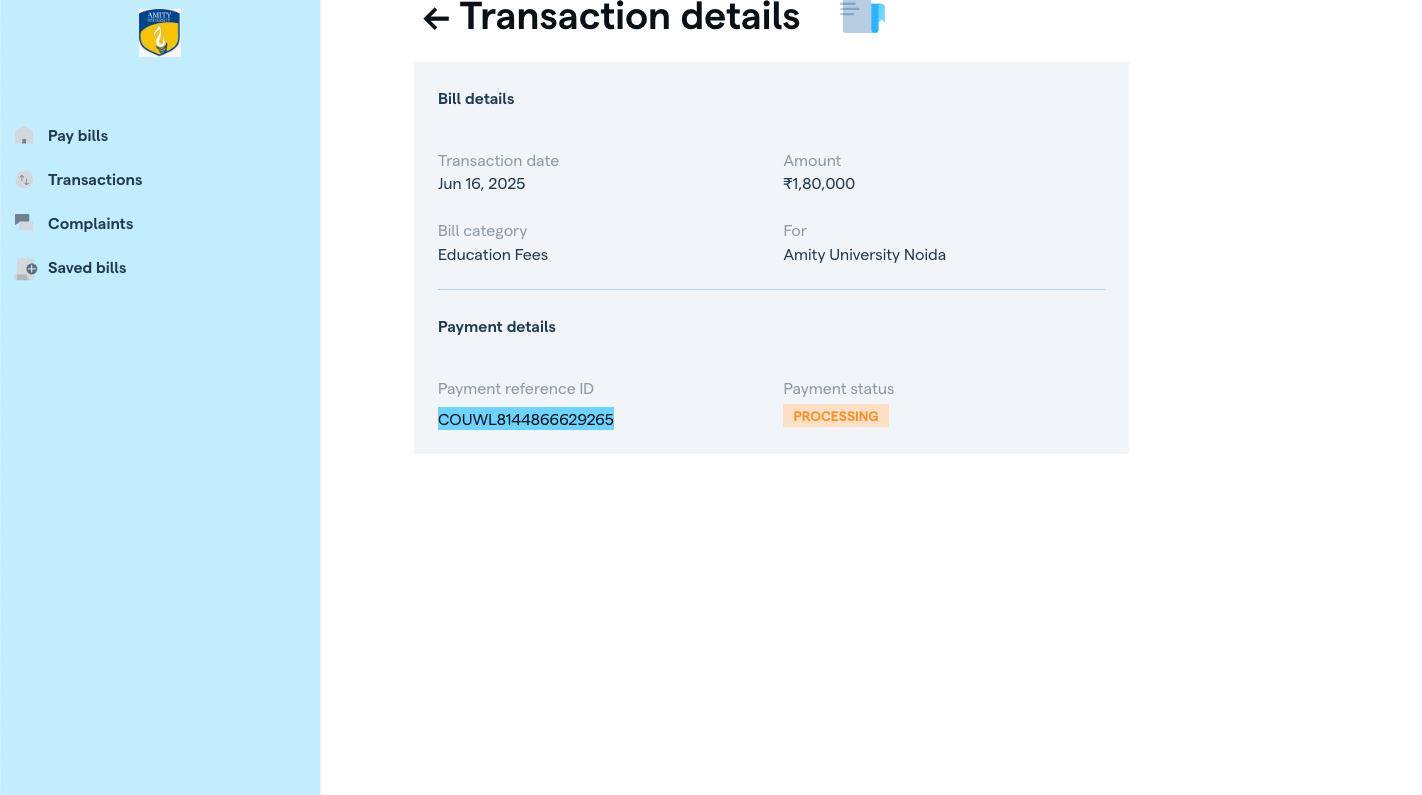 AMITY
UNIVERSITY
Transaction details
Pay bills
Transactions
Complaints
Saved bills
Bill details
Transaction date
Amount
Jun 16, 2025
₹1,80,000
Bill category
For
Education Fees
Amity University Noida
Payment details
Payment reference ID
Payment status
COUWL8144866629265
PROCESSING